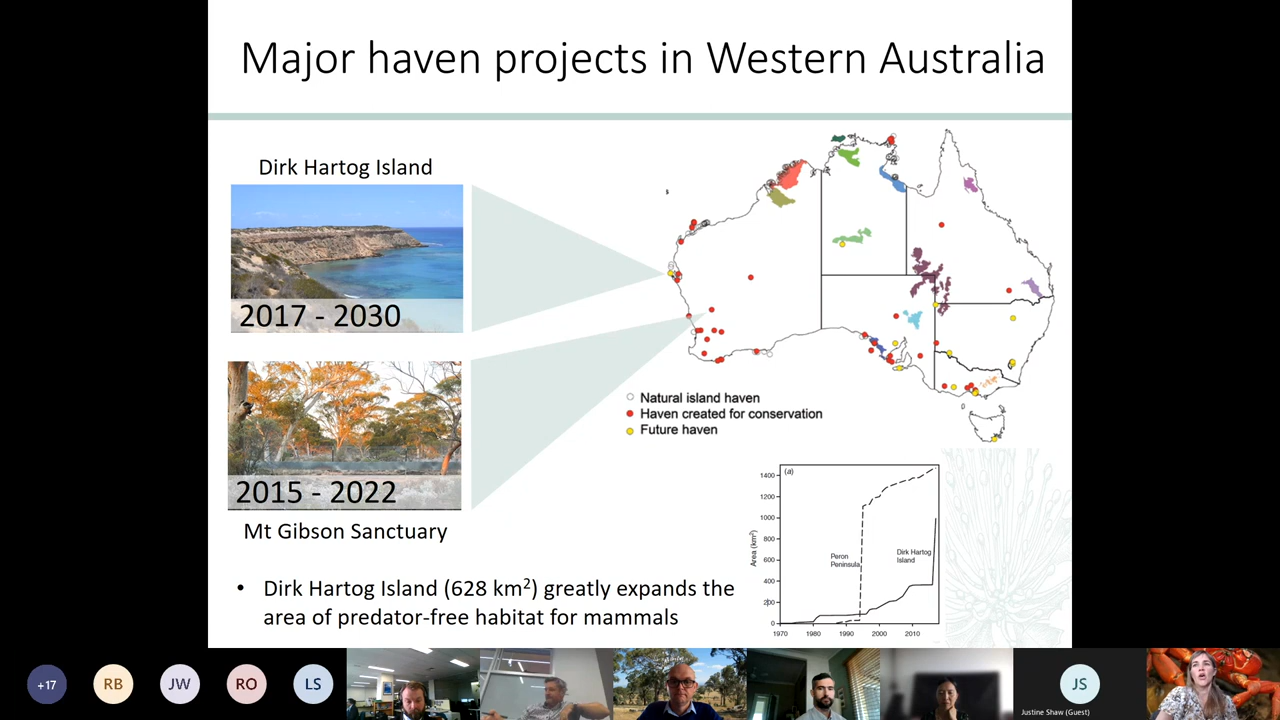 Major haven projects in Western Australia
Dirk Hartog Island
2017 - 2030
2015 - 2022
Mt Gibson Sanctuary
• Dirk Hartog Island (628 km²) greatly expands the
area of predator-free habitat for mammals
s
Natural island haven
Haven created for conservation
Future haven
(a)
Area (km²)
1400
1200
1000
800
600
400
200
0
1970
1980
1990
2000
2010
Peron
Peninsula
Dirk Hartog
Island
+17
RB
JW
RO
LS
JS
Justine Shaw (Guest)